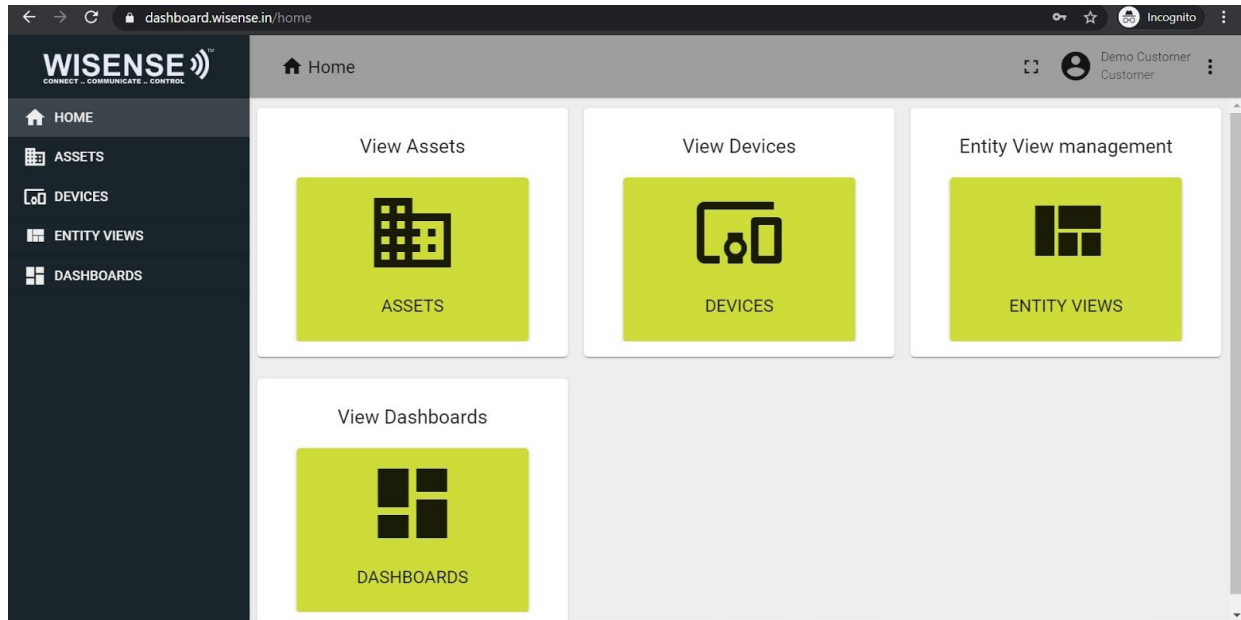 dashboard.wisense.in/home
Incognito
WISENSE TM
CONNECT .. COMMUNICATE .. CONTROL
Home
Demo Customer
Customer
HOME
ASSETS
DEVICES
ENTITY VIEWS
DASHBOARDS
View Assets
ASSETS
View Devices
DEVICES
Entity View management
ENTITY VIEWS
View Dashboards
DASHBOARDS